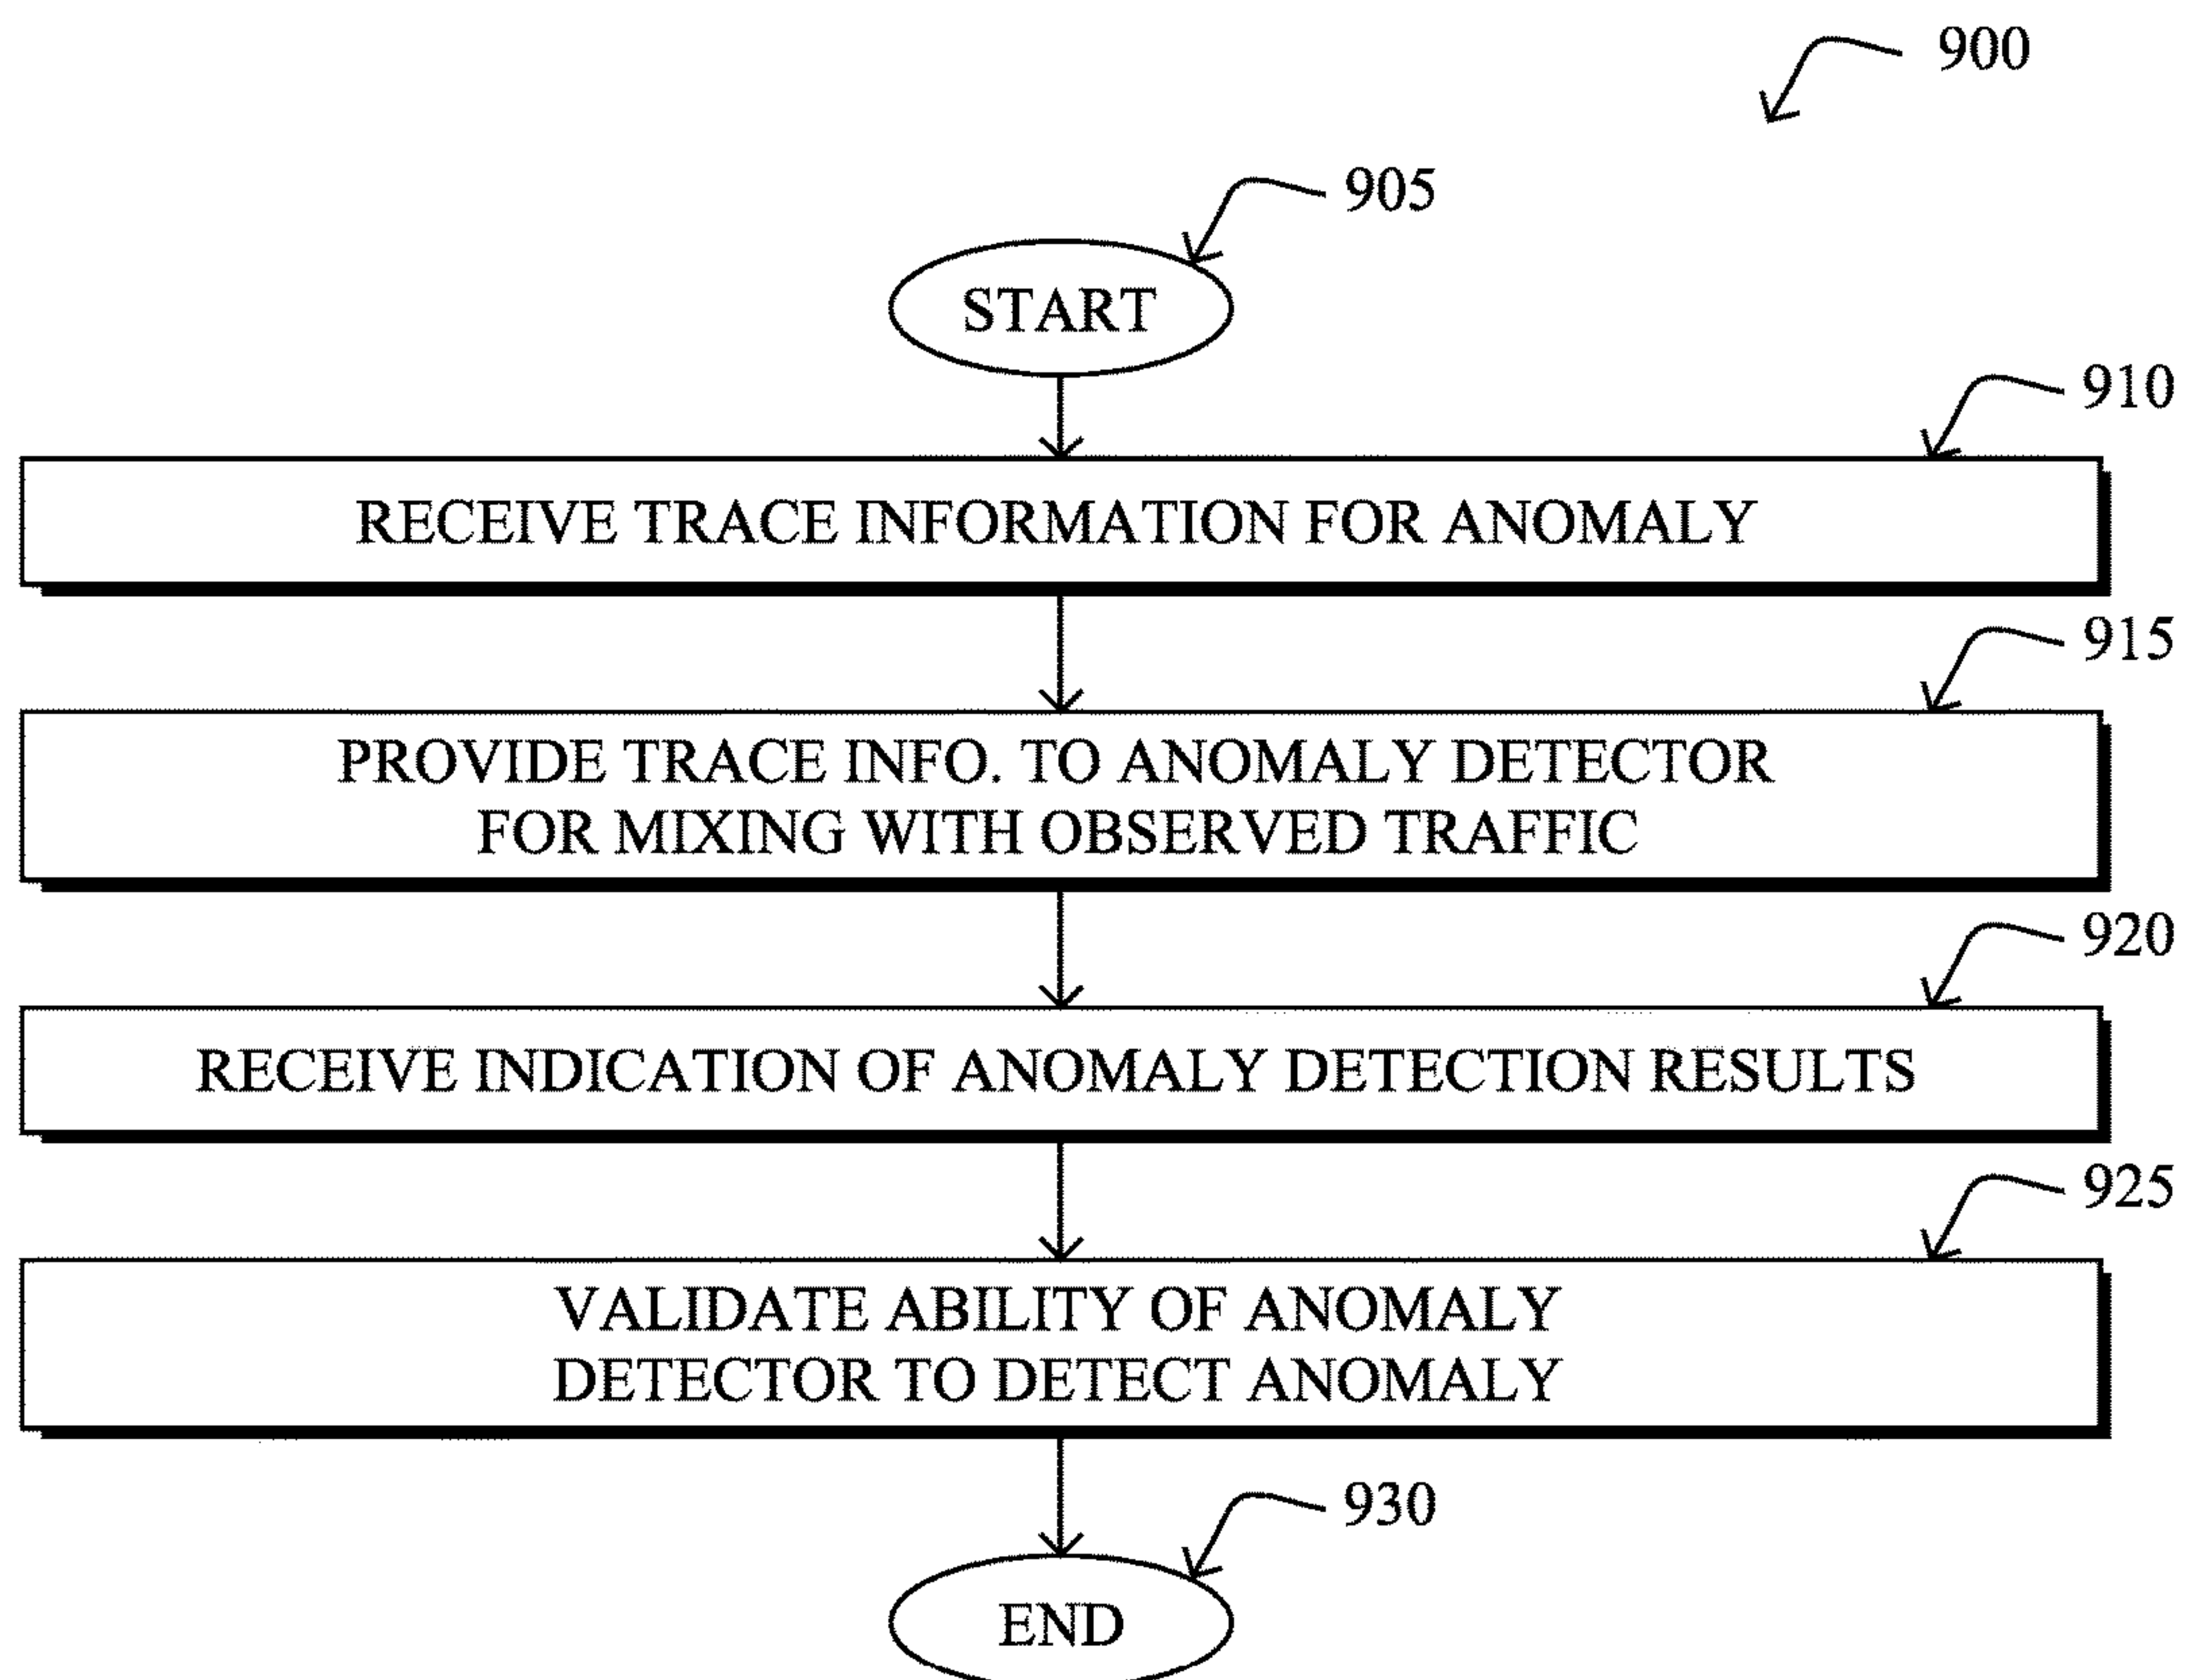 900
905
START
910
RECEIVE TRACE INFORMATION FOR ANOMALY
915
PROVIDE TRACE INFO. TO ANOMALY DETECTOR
FOR MIXING WITH OBSERVED TRAFFIC
920
RECEIVE INDICATION OF ANOMALY DETECTION RESULTS
925
VALIDATE ABILITY OF ANOMALY
DETECTOR TO DETECT ANOMALY
930
END